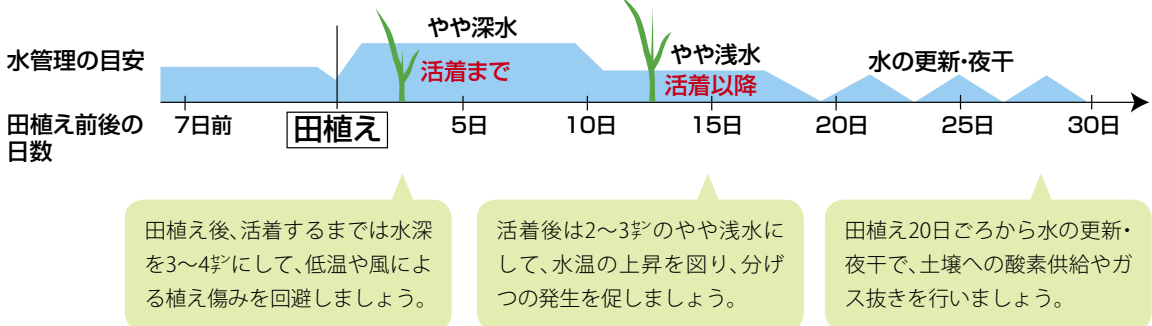 やや深水
やや浅水
水管理の目安
活着まで
活着以降
水の更新・夜干
田植え前後の
日数
7日前
田植え
5日
10日
15日
20日
25日
30日
田植え後、活着するまでは水深
を3〜4㌢にして、低温や風によ
る植え傷みを回避しましょう。
活着後は2〜3㌢のやや浅水に
して、水温の上昇を図り、分げ
つの発生を促しましょう。
田植え20日ごろから水の更新・
夜干で、土壌への酸素供給やガ
ス抜きを行いましょう。